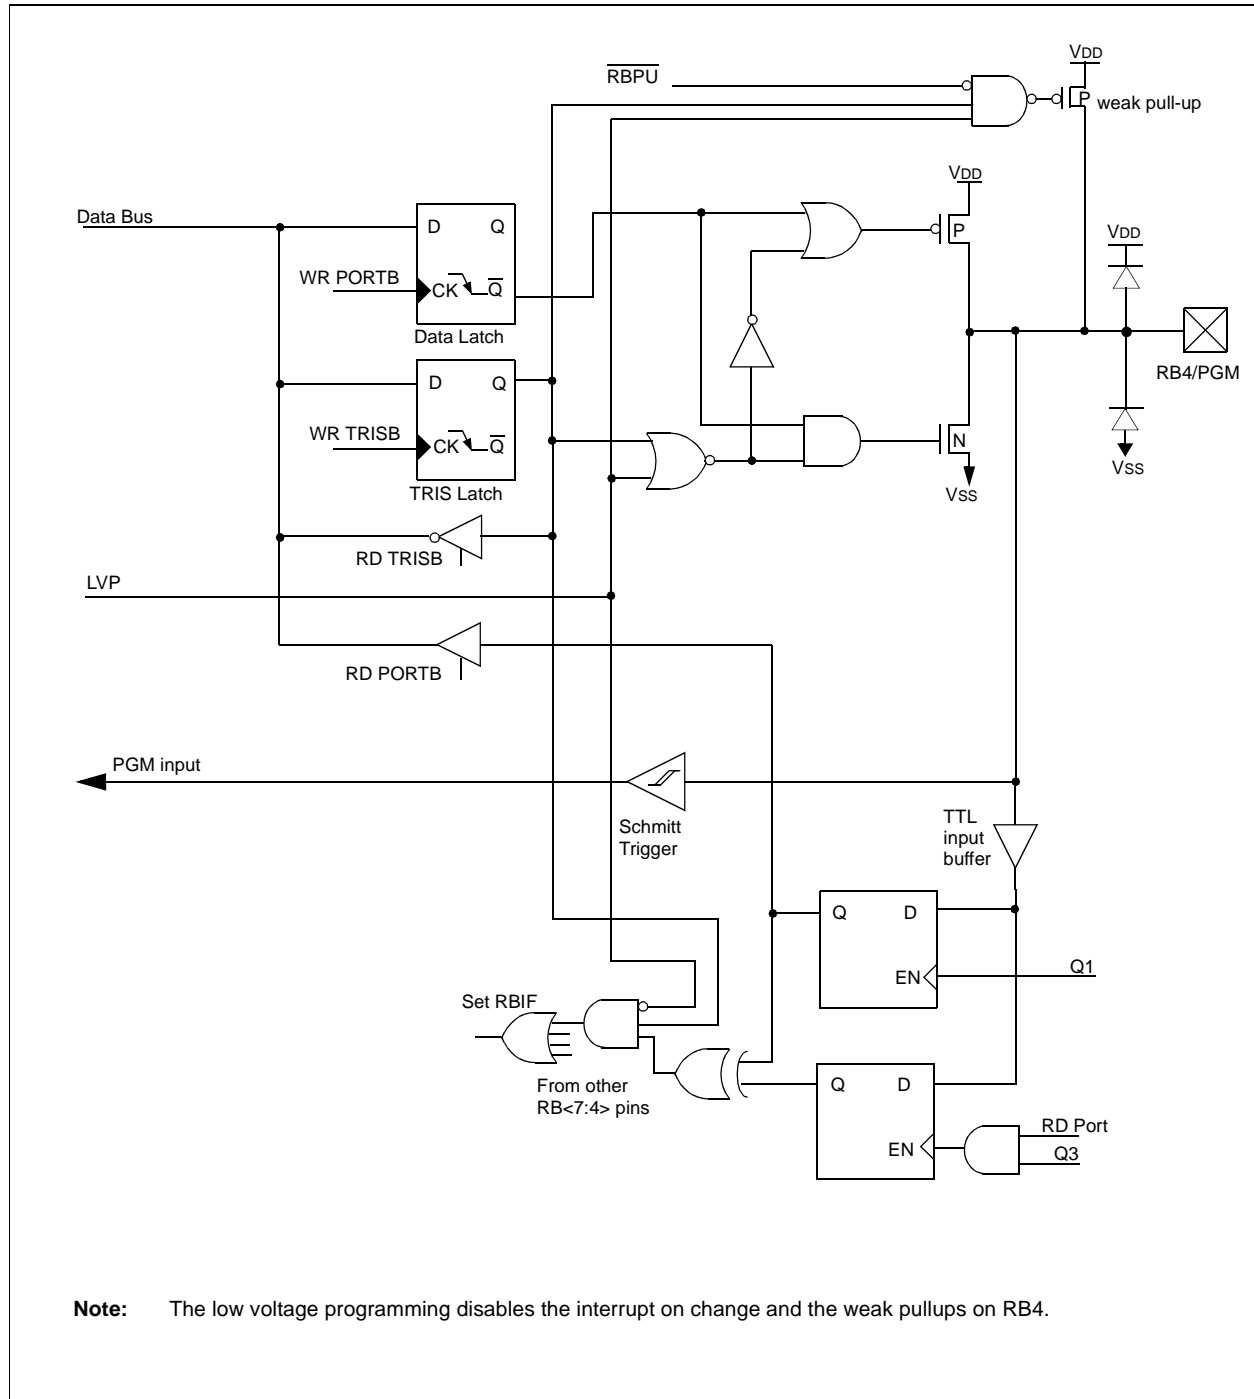 VDD
RBPU
P
weak pull-up
VDD
Data Bus
D
Q
P
VDD
WR PORTB
CK
Q
Data Latch
RB4/PGM
D
Q
WR TRISB
CK
Q
N
VSS
TRIS Latch
VSS
RD TRISB
LVP
RD PORTB
PGM input
Schmitt
Trigger
TTL
input
buffer
Q
D
Q1
EN
Set RBIF
From other
RB<7:4> pins
Q
D
RD Port
EN
Q3
Note: The low voltage programming disables the interrupt on change and the weak pullups on RB4.